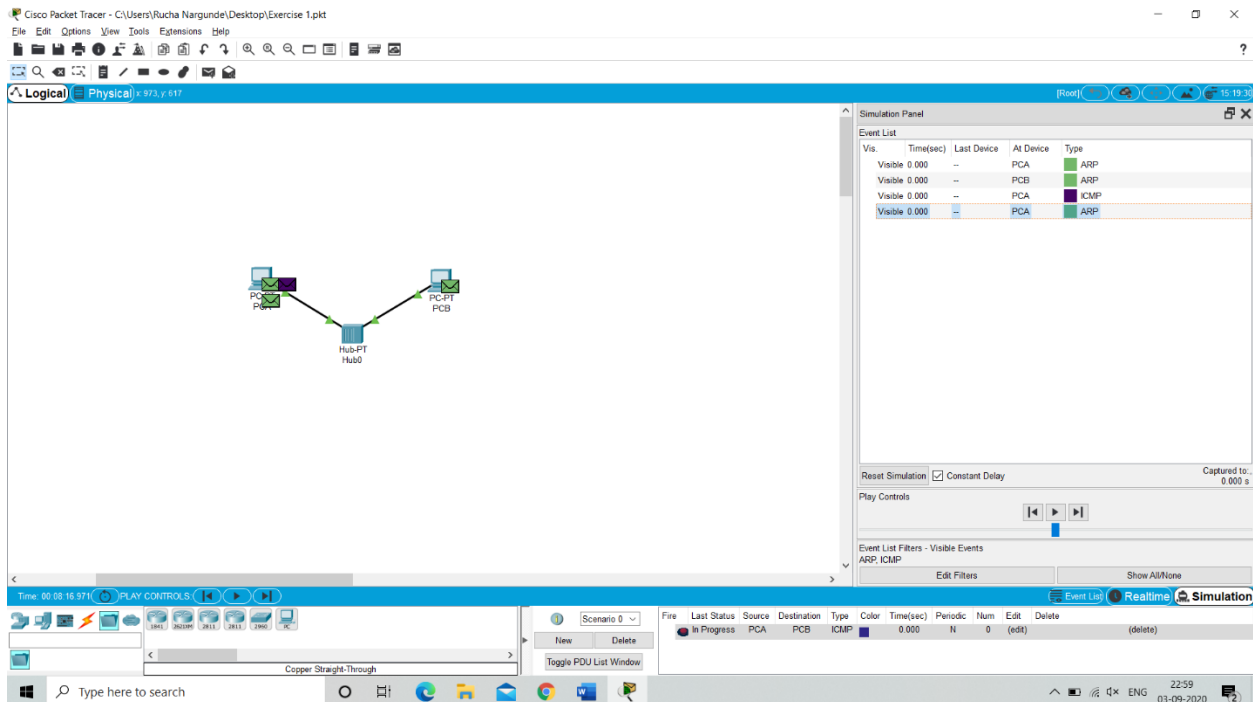 Cisco Packet Tracer - C:\Users\Rucha Nargunde\Desktop\Exercise 1.pkt
File Edit Options View Tools Extensions Help
?
Logical Physical x: 973, y: 617 [Root] 15:19:30
Simulation Panel
Event List
Vis. Time(sec) Last Device At Device Type
Visible 0.000 -- PCA ARP
Visible 0.000 -- PCB ARP
Visible 0.000 -- PCA ICMP
Visible 0.000 -- PCA ARP
PC-PT
PCB
Hub-PT
Hub0
Reset Simulation Constant Delay Captured to:
0.000 s
Play Controls
Event List Filters - Visible Events
ARP, ICMP
Edit Filters Show All/None
Time: 00:08:16.971 PLAY CONTROLS: Event List Realtime Simulation
1841 2811 2811 PC
Copper Straight-Through
Scenario 0
New Delete
Toggle PDU List Window
Fire Last Status Source Destination Type Color Time(sec) Periodic Num Edit Delete
In Progress PCA PCB ICMP 0.000 N 0 (edit) (delete)
Type here to search
ENG
22:59
03-09-2020
2